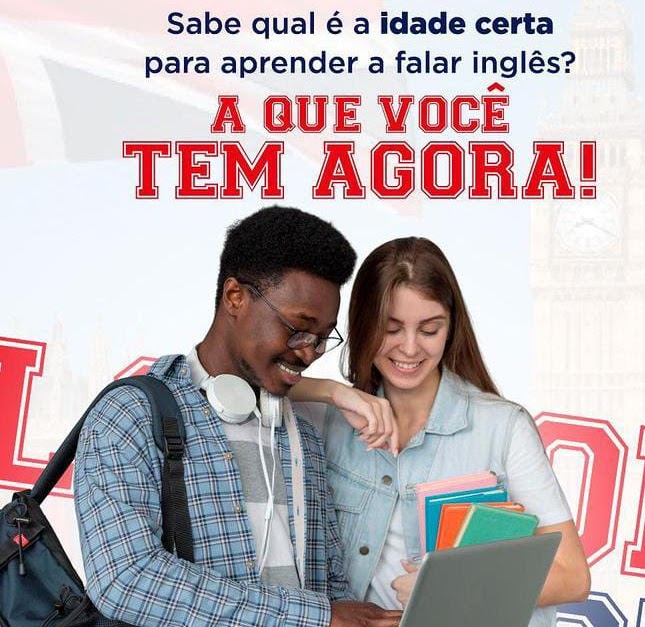 Sabe qual é a idade certa
para aprender a falar inglês?
A QUE VOCÊ
TEM AGORA!